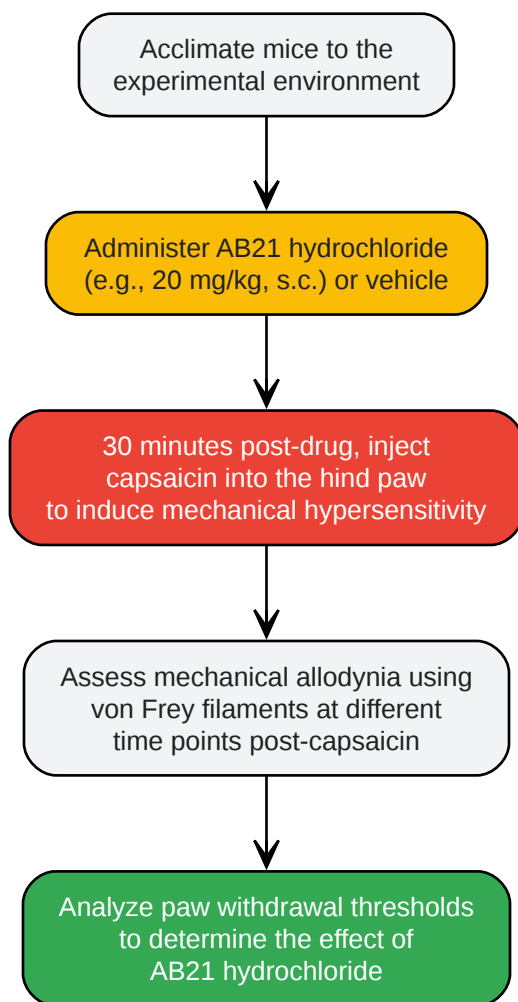 Acclimate mice to the
experimental environment
Administer AB21 hydrochloride
(e.g., 20 mg/kg, s.c.) or vehicle
30 minutes post-drug, inject
capsaicin into the hind paw
to induce mechanical hypersensitivity
Assess mechanical allodynia using
von Frey filaments at different
time points post-capsaicin
Analyze paw withdrawal thresholds
to determine the effect of
AB21 hydrochloride